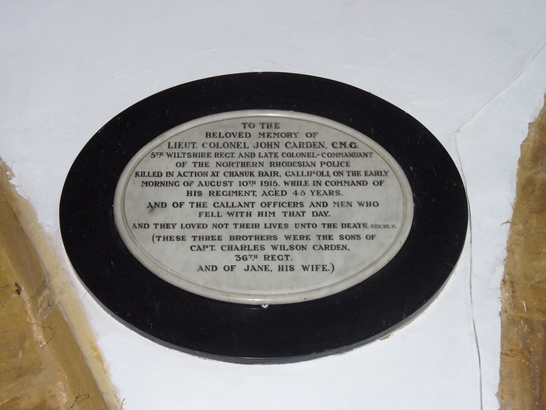 TO THE
BELOVED MEMORY OF
LIEUT. COLONEL JOHN CARDEN, C.M.G.
5TH WILTSHIRE REGT. AND LATE COLONEL-COMMANDANT
OF THE NORTHERN RHODESIAN POLICE
KILLED IN ACTION AT CHANUK BAIR, GALLIPOLI, ON THE EARLY
MORNING OF AUGUST 10TH 1915. WHILE IN COMMAND OF
HIS REGIMENT, AGED 45 YEARS.
AND OF THE GALLANT OFFICERS AND MEN WHO
FELL WITH HIM THAT DAY.
AND THEY LOVED NOT THEIR LIVES UNTO THE DEATH.
(THESE THREE BROTHERS WERE THE SONS OF
CAPT. CHARLES WILSON CARDEN,
36TH REGT.
AND OF JANE, HIS WIFE.)